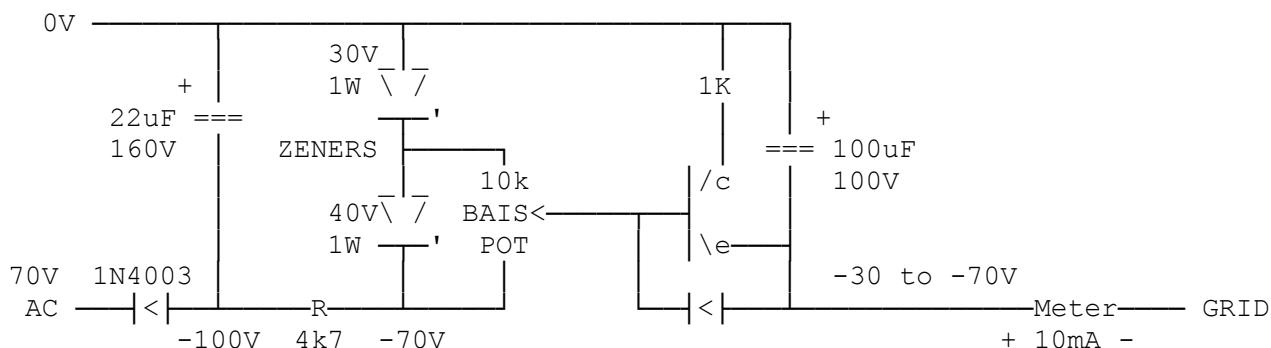 0V
30V
+ 1W 1K
22uF +
160V ZENERS 100uF
10k /c 100V
40V BAIS<
1W POT \e
70V 1N4003 -30 to -70V
AC < < Meter GRID
-100V R 4k7 -70V + 10mA -